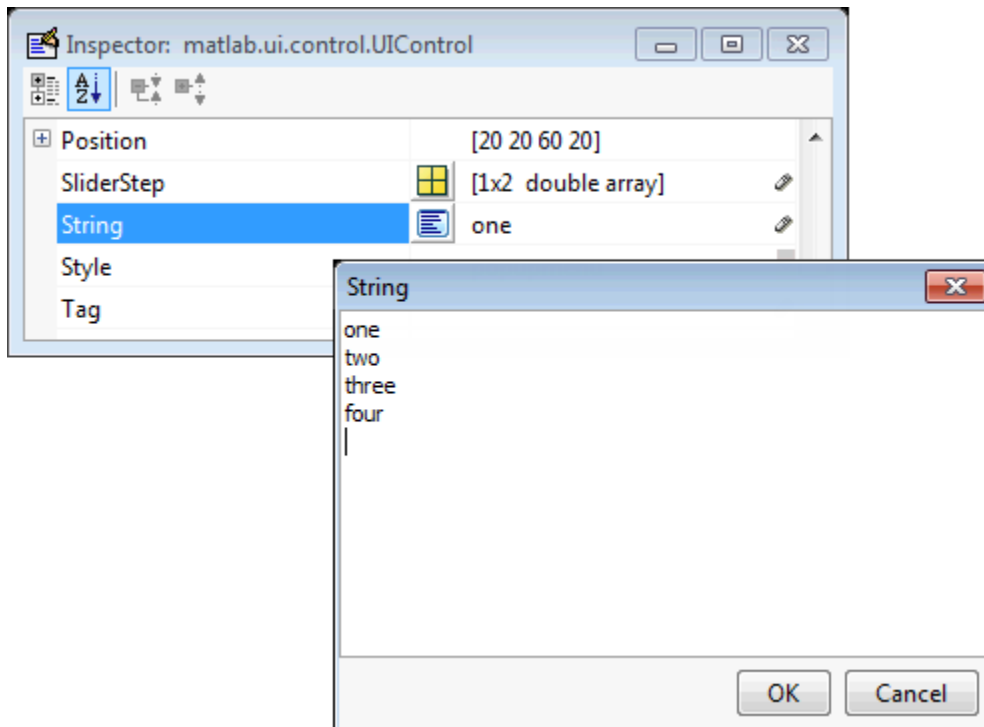 Inspector: matlab.ui.control.UIControl
Position [20 20 60 20]
SliderStep [1x2 double array]
String one
Style
Tag
String
one
two
three
four
OK Cancel